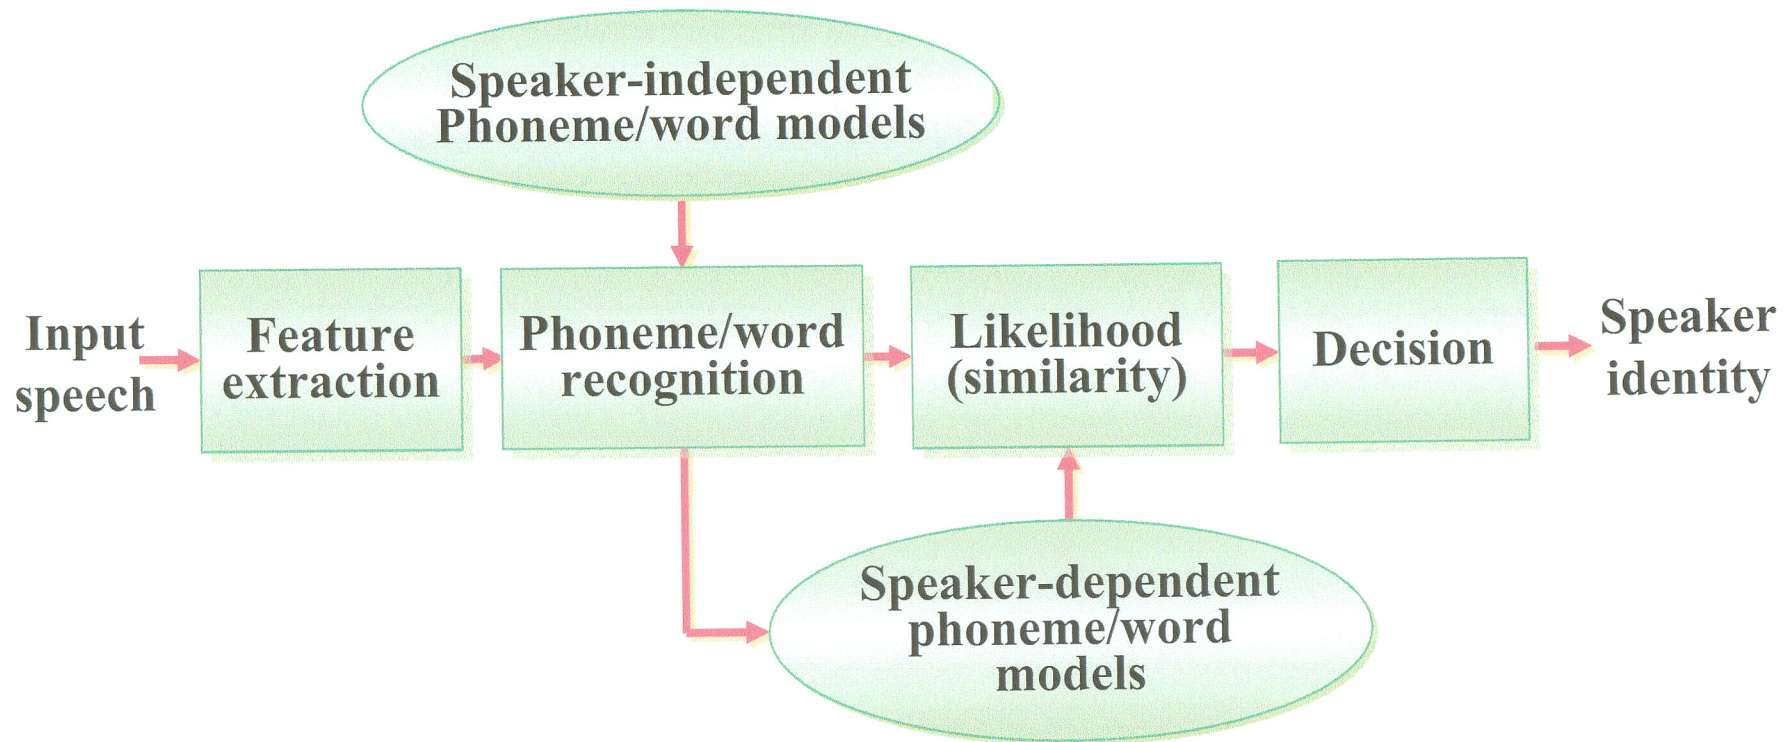 Speaker-independent
Phoneme/word models
Input
speech
Feature
extraction
Phoneme/word
recognition
Likelihood
(similarity)
Decision
Speaker
identity
Speaker-dependent
phoneme/word
models